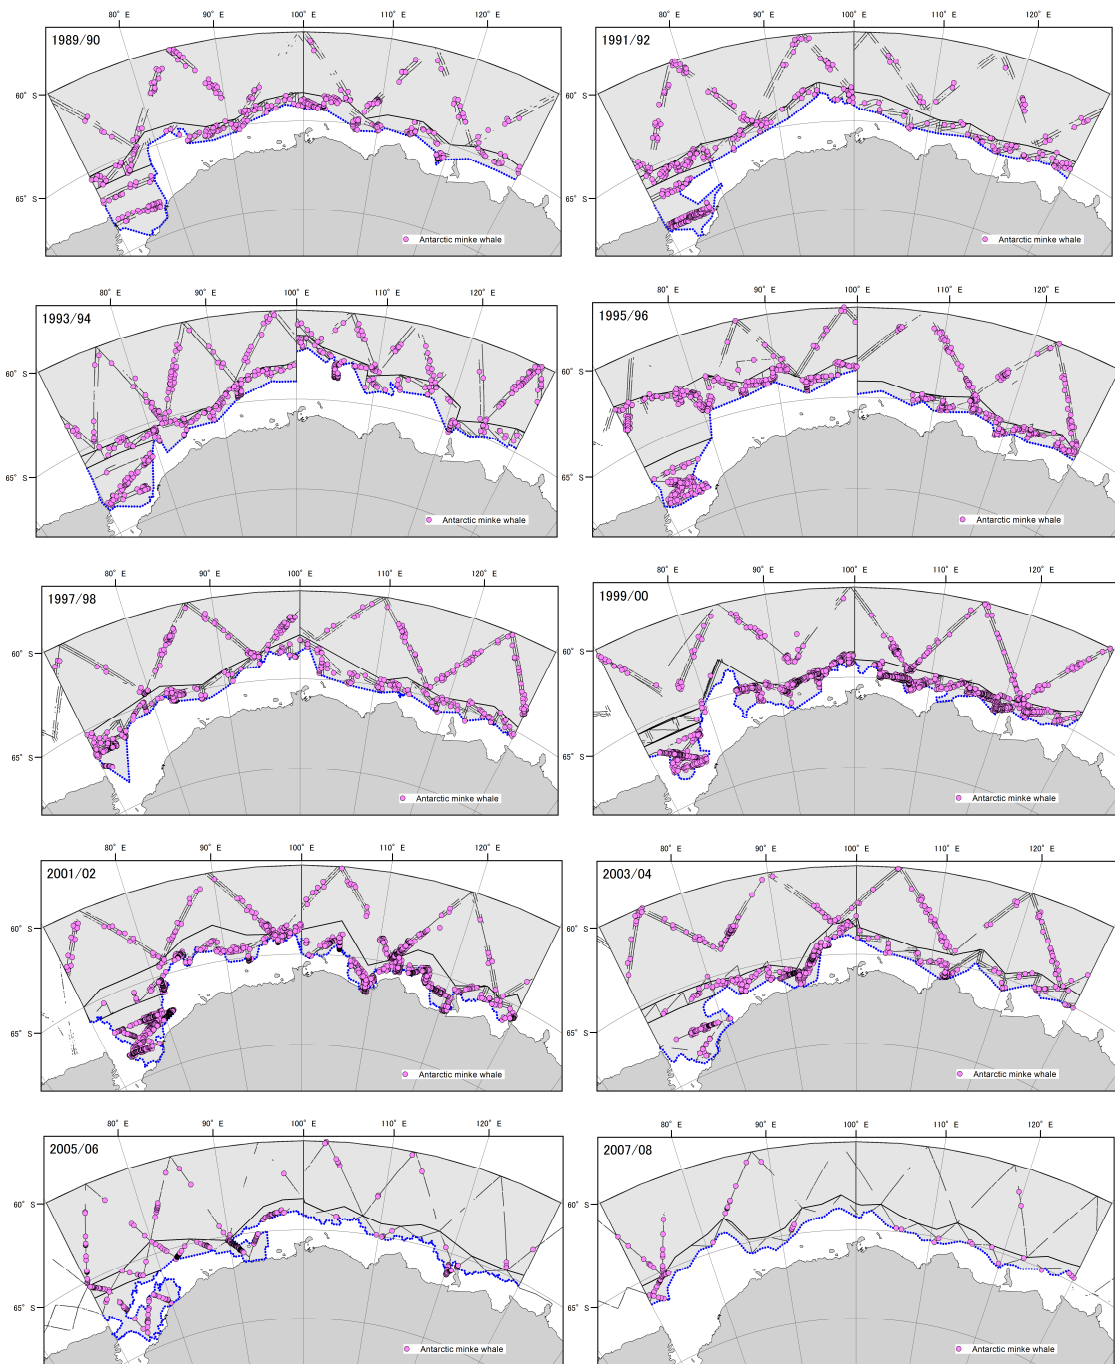 80° E 90° E 100° E 110° E 120° E
1989/90
60° S
65° S
Antarctic minke whale
80° E 90° E 100° E 110° E 120° E
1991/92
60° S
65° S
Antarctic minke whale
80° E 90° E 100° E 110° E 120° E
1993/94
60° S
65° S
Antarctic minke whale
80° E 90° E 100° E 110° E 120° E
1995/96
60° S
65° S
Antarctic minke whale
80° E 90° E 100° E 110° E 120° E
1997/98
60° S
65° S
Antarctic minke whale
80° E 90° E 100° E 110° E 120° E
1999/00
60° S
65° S
Antarctic minke whale
80° E 90° E 100° E 110° E 120° E
2001/02
60° S
65° S
Antarctic minke whale
80° E 90° E 100° E 110° E 120° E
2003/04
60° S
65° S
Antarctic minke whale
80° E 90° E 100° E 110° E 120° E
2005/06
60° S
65° S
Antarctic minke whale
80° E 90° E 100° E 110° E 120° E
2007/08
60° S
65° S
Antarctic minke whale